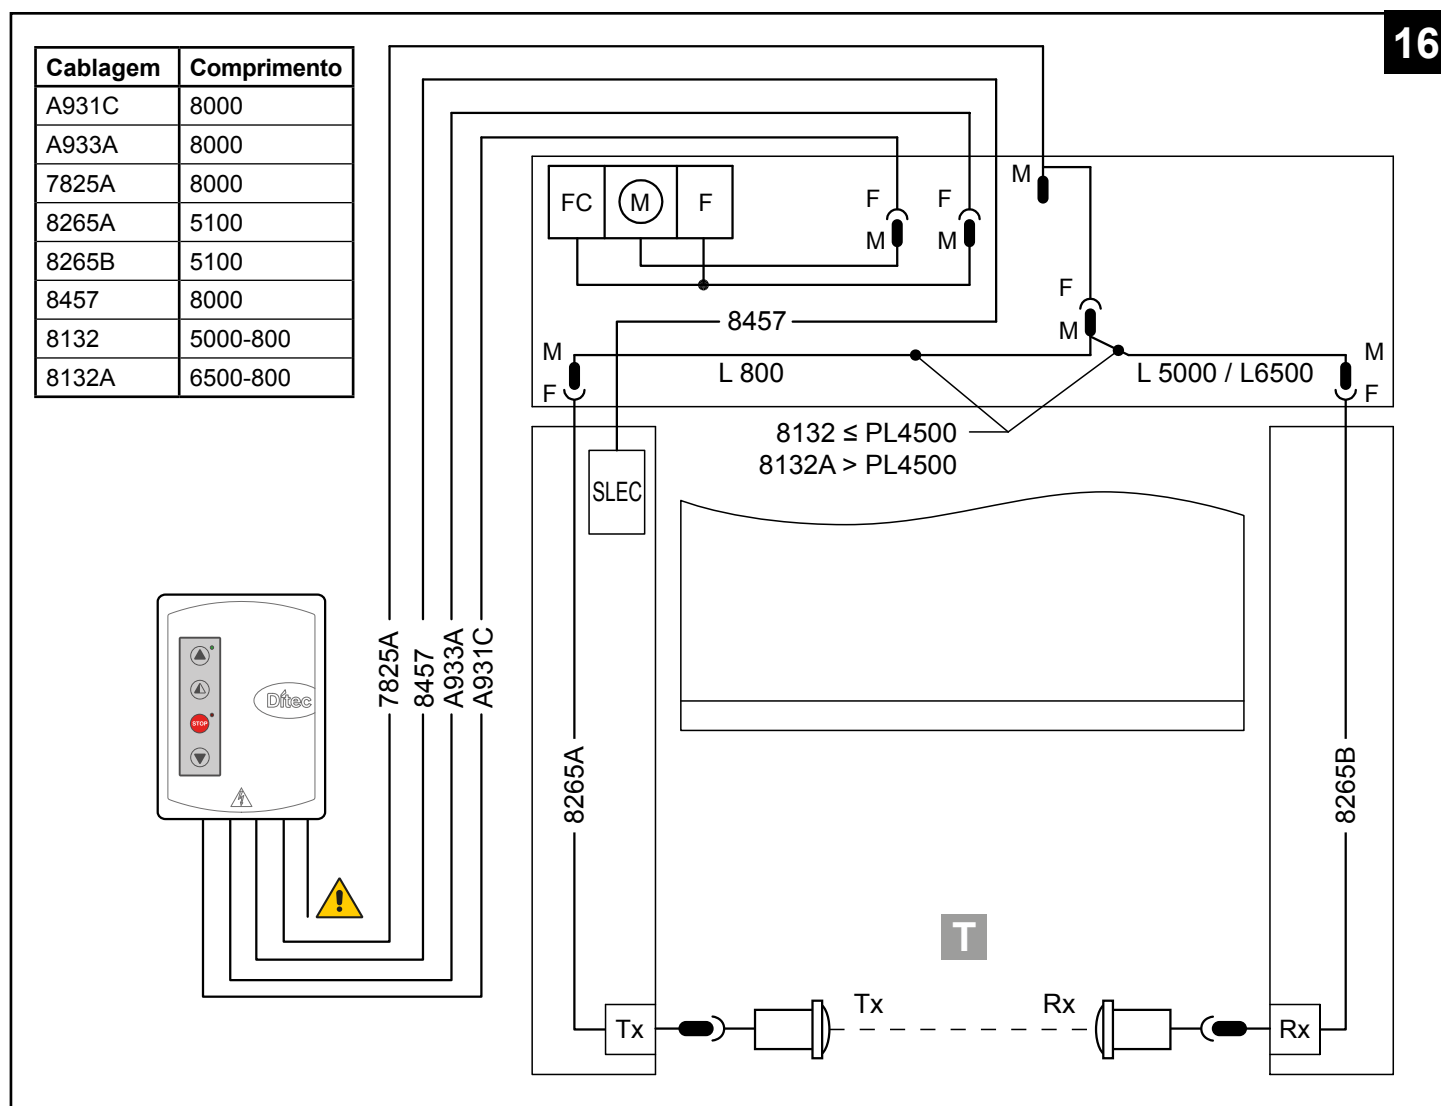 16
Cablagem Comprimento
A931C 8000
A933A 8000
7825A 8000
8265A 5100
8265B 5100
8457 8000
8132 5000-800
8132A 6500-800
FC M F
F
M
F
M
M
F
M
8457
M
F
L 800
L 5000 / L6500
M
F
8132 ≤ PL4500
8132A > PL4500
SLEC
7825A
8457
A933A
A931C
Ditec
STOP
8265A
8265B
T
Tx
Tx
Rx
Rx